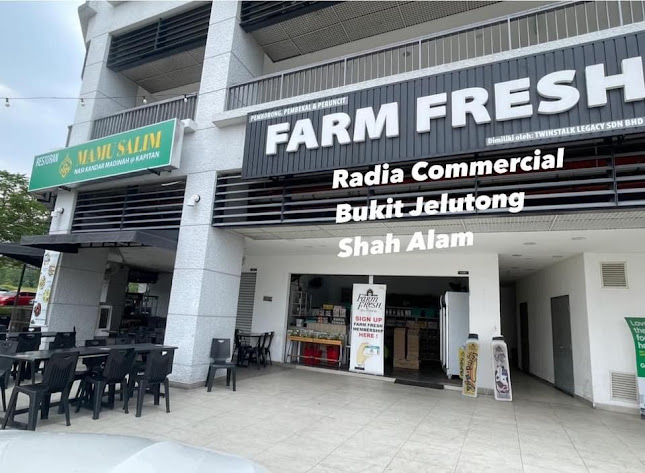 RESTORAN
MAMU SALIM
NASI KANDAR MADINAH @ KAPITAN
PEMBORONG, PEMBEKAL & PERUNCIT
FARM FRESH
Dimiliki oleh: TWINSTALK LEGACY SDN BHD
Radia Commercial
Bukit Jelutong
Shah Alam
FARM
FRESH
SIGN UP
FARM FRESH
MEMBERSHIP
HERE!